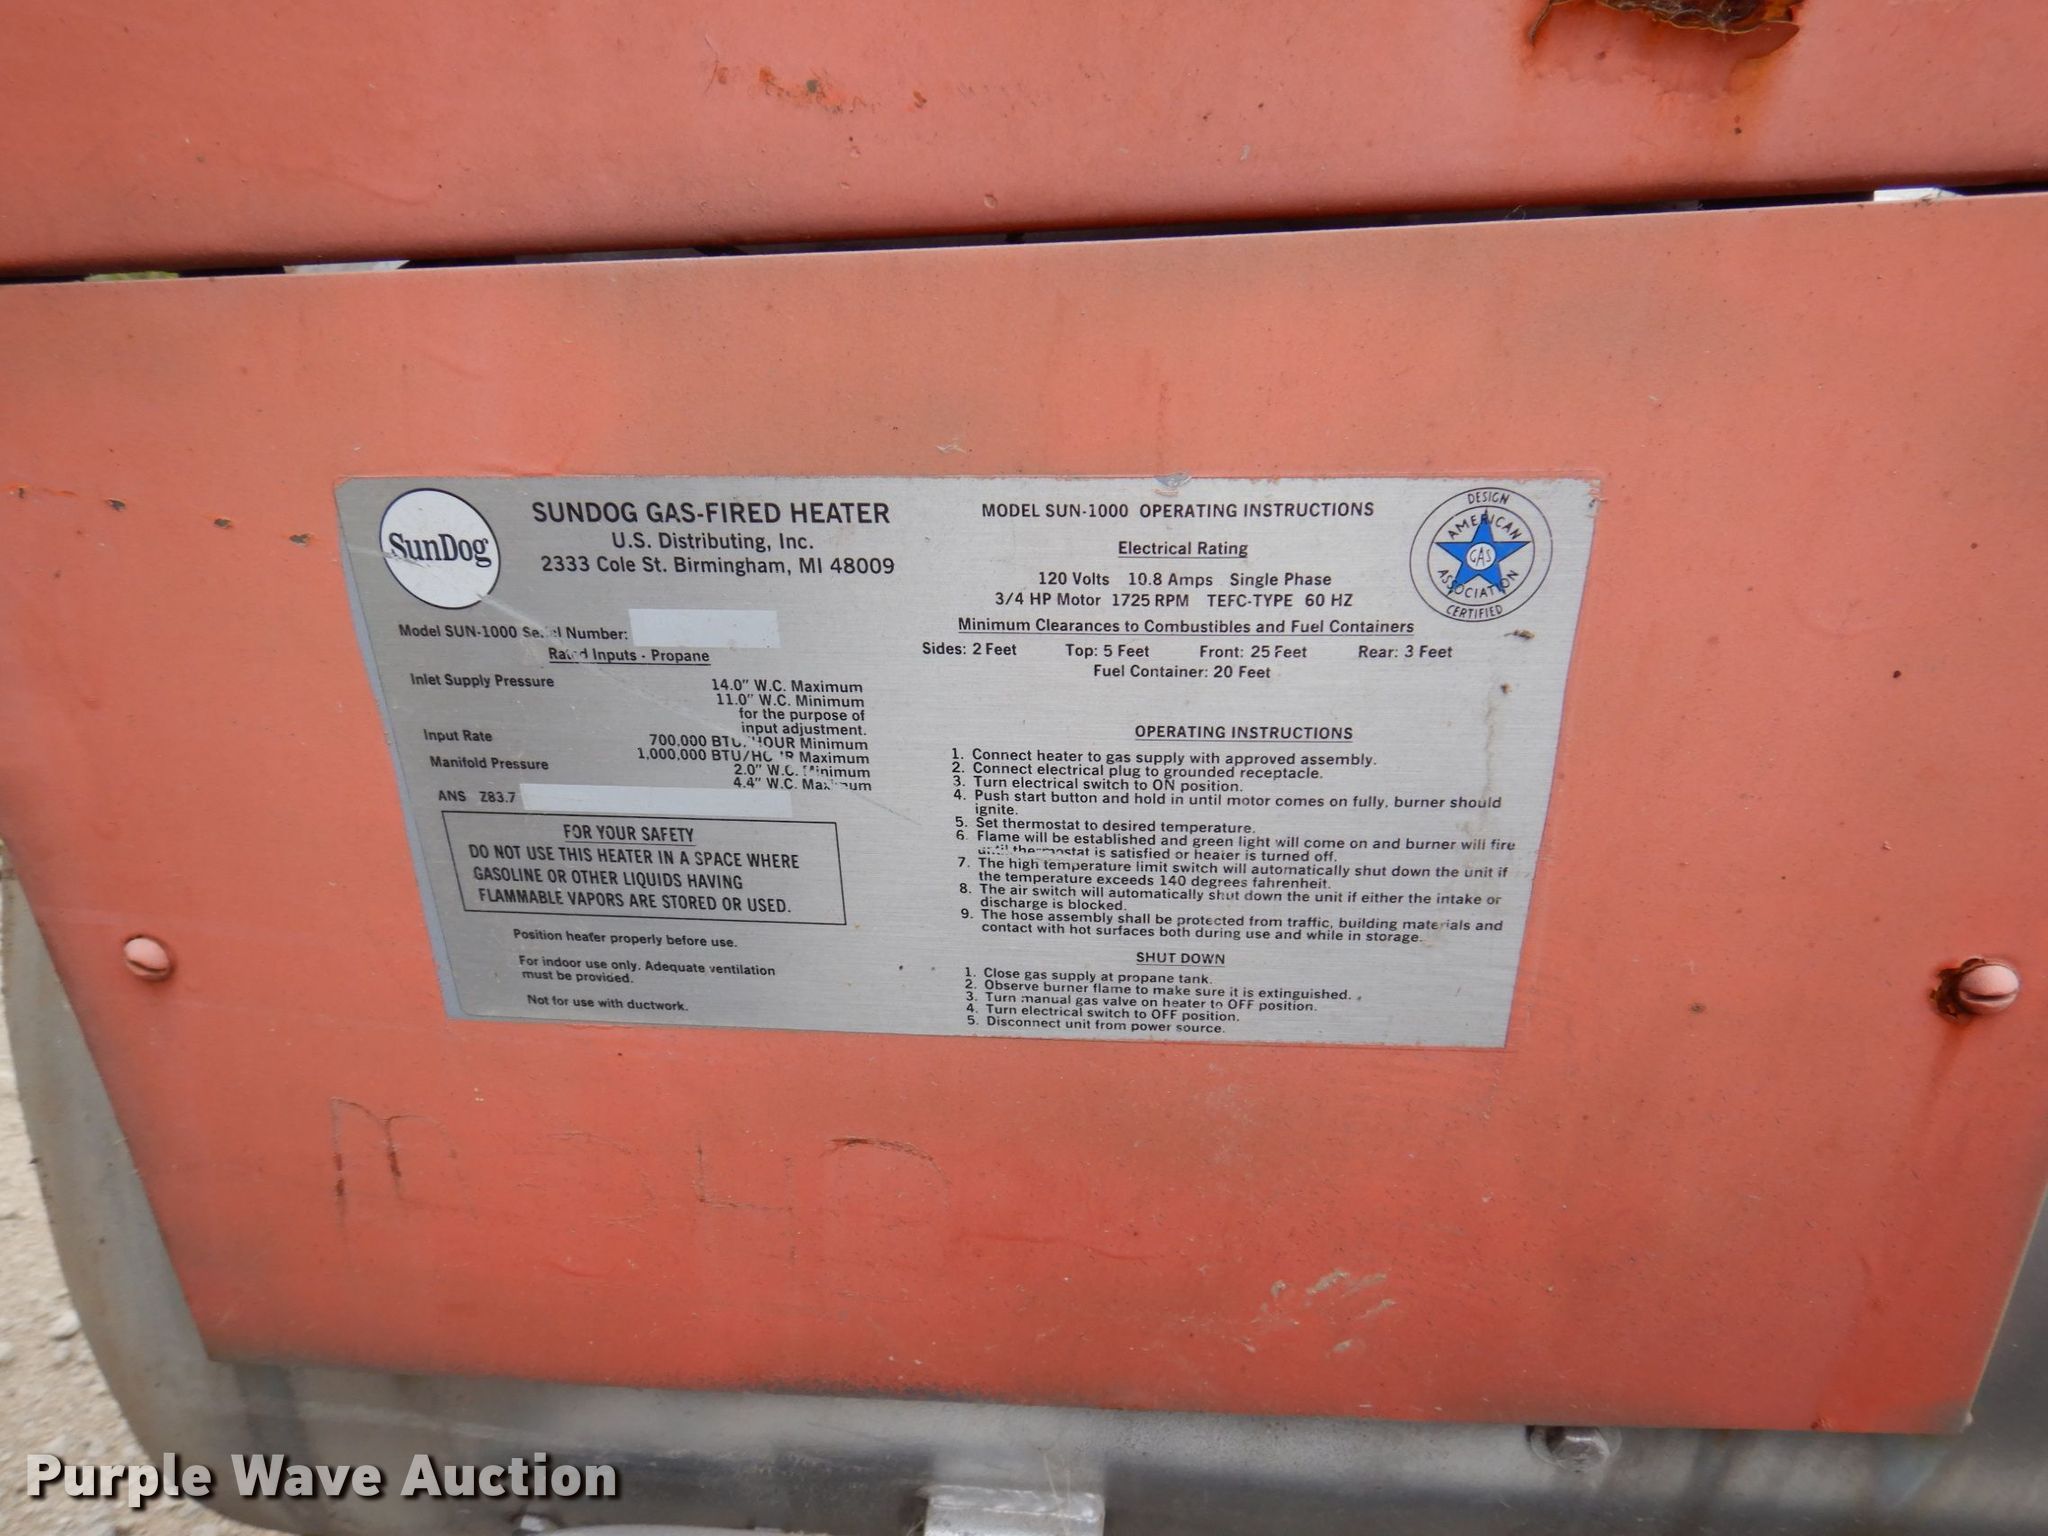 SunDog
SUNDOG GAS-FIRED HEATER
U.S. Distributing, Inc.
2333 Cole St. Birmingham, MI 48009
Model SUN-1000 Serial Number:
Rated Inputs - Propane
Inlet Supply Pressure
14.0" W.C. Maximum
11.0" W.C. Minimum
for the purpose of
input adjustment.
Input Rate
700,000 BTU/HOUR Minimum
1,000,000 BTU/HOUR Maximum
Manifold Pressure
2.0" W.C. Minimum
4.4" W.C. Maximum
ANS Z83.7
FOR YOUR SAFETY
DO NOT USE THIS HEATER IN A SPACE WHERE
GASOLINE OR OTHER LIQUIDS HAVING
FLAMMABLE VAPORS ARE STORED OR USED.
Position heater properly before use.
For indoor use only. Adequate ventilation
must be provided.
Not for use with ductwork.
MODEL SUN-1000 OPERATING INSTRUCTIONS
Electrical Rating
120 Volts 10.8 Amps Single Phase
3/4 HP Motor 1725 RPM TEFC-TYPE 60 HZ
Minimum Clearances to Combustibles and Fuel Containers
Sides: 2 Feet Top: 5 Feet Front: 25 Feet Rear: 3 Feet
Fuel Container: 20 Feet
DESIGN
AMERICAN
GAS
ASSOCIATION
CERTIFIED
OPERATING INSTRUCTIONS
1. Connect heater to gas supply with approved assembly.
2. Connect electrical plug to grounded receptacle.
3. Turn electrical switch to ON position.
4. Push start button and hold in until motor comes on fully, burner should
ignite.
5. Set thermostat to desired temperature.
6. Flame will be established and green light will come on and burner will fire
until thermostat is satisfied or heater is turned off.
7. The high temperature limit switch will automatically shut down the unit if
the temperature exceeds 140 degrees fahrenheit.
8. The air switch will automatically shut down the unit if either the intake or
discharge is blocked.
9. The hose assembly shall be protected from traffic, building materials and
contact with hot surfaces both during use and while in storage.
SHUT DOWN
1. Close gas supply at propane tank.
2. Observe burner flame to make sure it is extinguished.
3. Turn manual gas valve on heater to OFF position.
4. Turn electrical switch to OFF position.
5. Disconnect unit from power source.
Purple Wave Auction